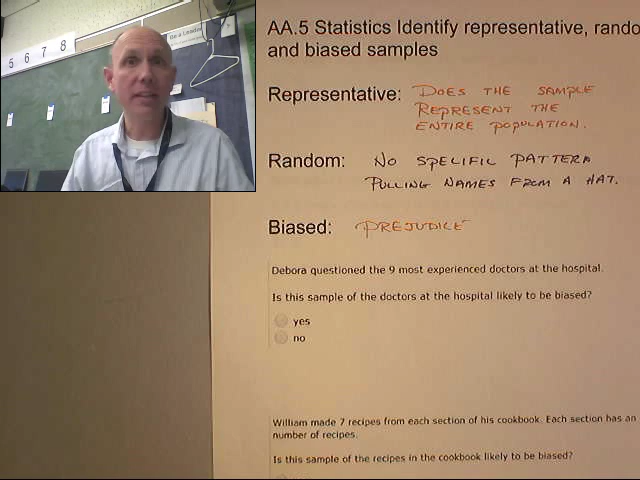 5 6 7 8
Be a Leader
AA.5 Statistics Identify representative, rando
and biased samples
Representative: DOES THE SAMPLE
REPRESENT THE
ENTIRE POPULATION.
Random: NO SPECIFIC PATTERN
PULLING NAMES FROM A HAT.
Biased: "PREJUDICE"
Debora questioned the 9 most experienced doctors at the hospital.
Is this sample of the doctors at the hospital likely to be biased?
yes
no
William made 7 recipes from each section of his cookbook. Each section has an
number of recipes.
Is this sample of the recipes in the cookbook likely to be biased?